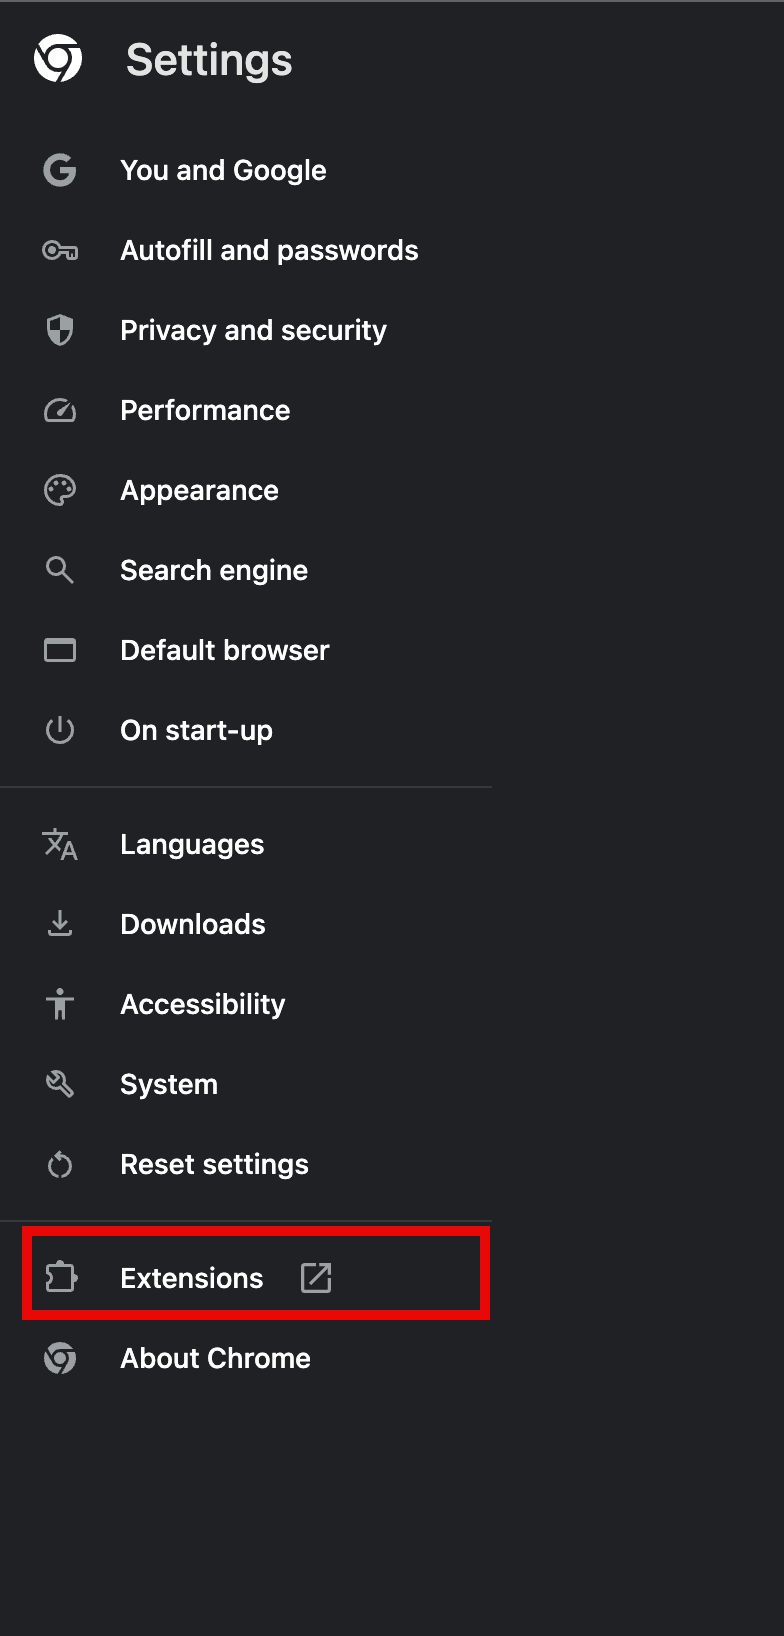 Settings
You and Google
Autofill and passwords
Privacy and security
Performance
Appearance
Search engine
Default browser
On start-up
Languages
Downloads
Accessibility
System
Reset settings
Extensions
About Chrome